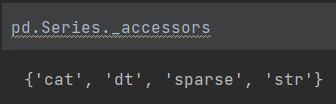 pd.Series._accessors
{'cat', 'dt', 'sparse', 'str'}